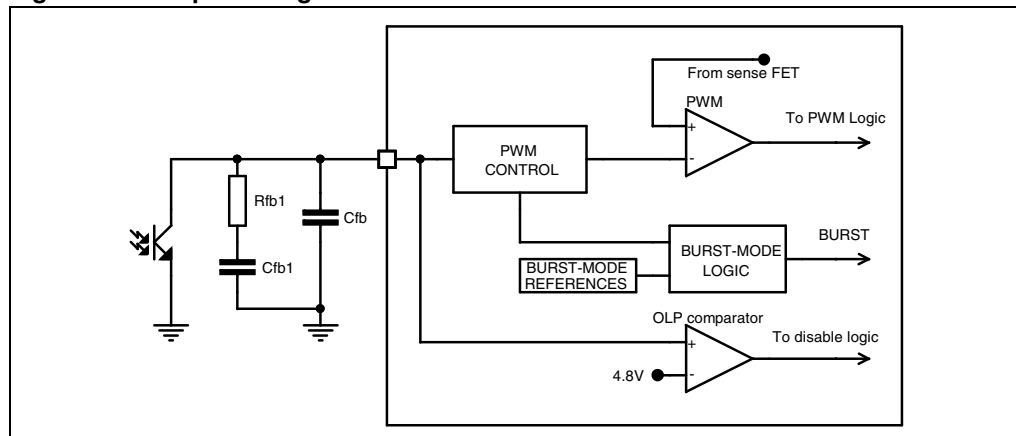 From sense FET
PWM
+
-
To PWM Logic
PWM
CONTROL
Rfb1
Cfb
Cfb1
BURST
BURST-MODE
LOGIC
BURST-MODE
REFERENCES
OLP comparator
+
-
To disable logic
4.8V